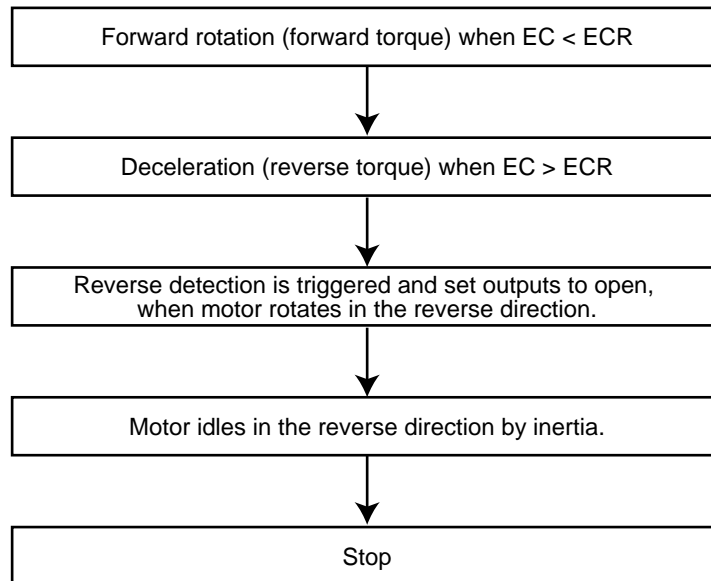 Forward rotation (forward torque) when EC < ECR
Deceleration (reverse torque) when EC > ECR
Reverse detection is triggered and set outputs to open,
when motor rotates in the reverse direction.
Motor idles in the reverse direction by inertia.
Stop